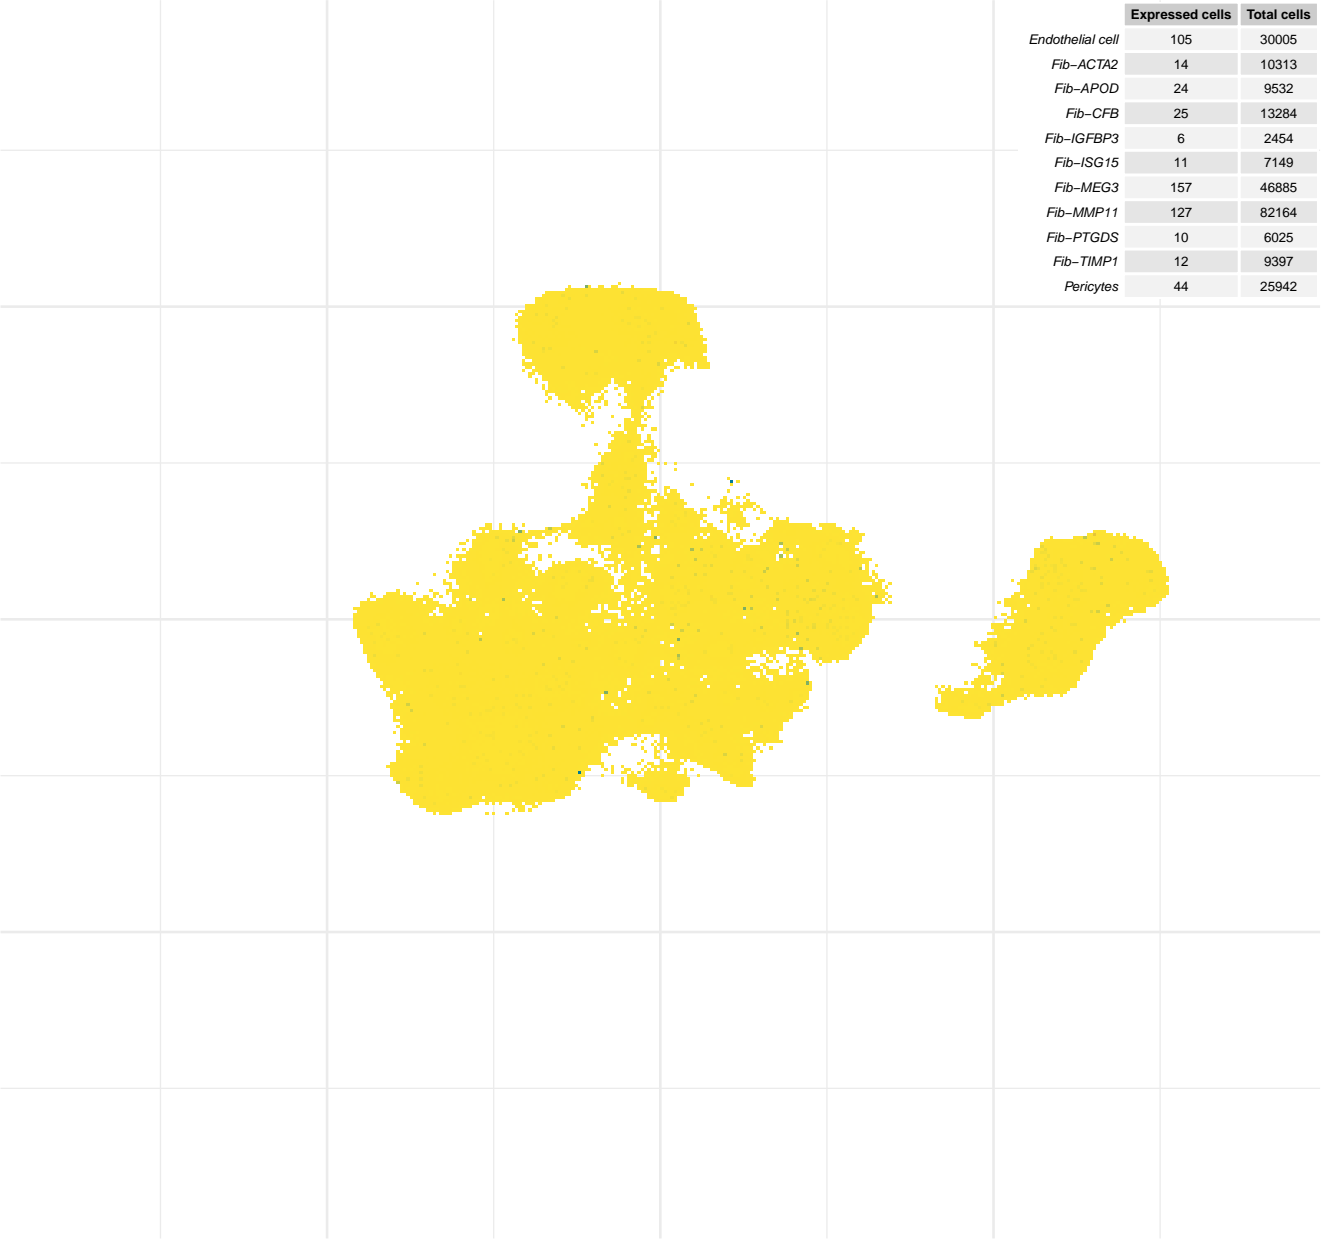 Expressed cells Total cells
Endothelial cell 105 30005
Fib−ACTA2 14 10313
Fib−APOD 24 9532
Fib−CFB 25 13284
Fib−IGFBP3 6 2454
Fib−ISG15 11 7149
Fib−MEG3 157 46885
Fib−MMP11 127 82164
Fib−PTGDS 10 6025
Fib−TIMP1 12 9397
Pericytes 44 25942